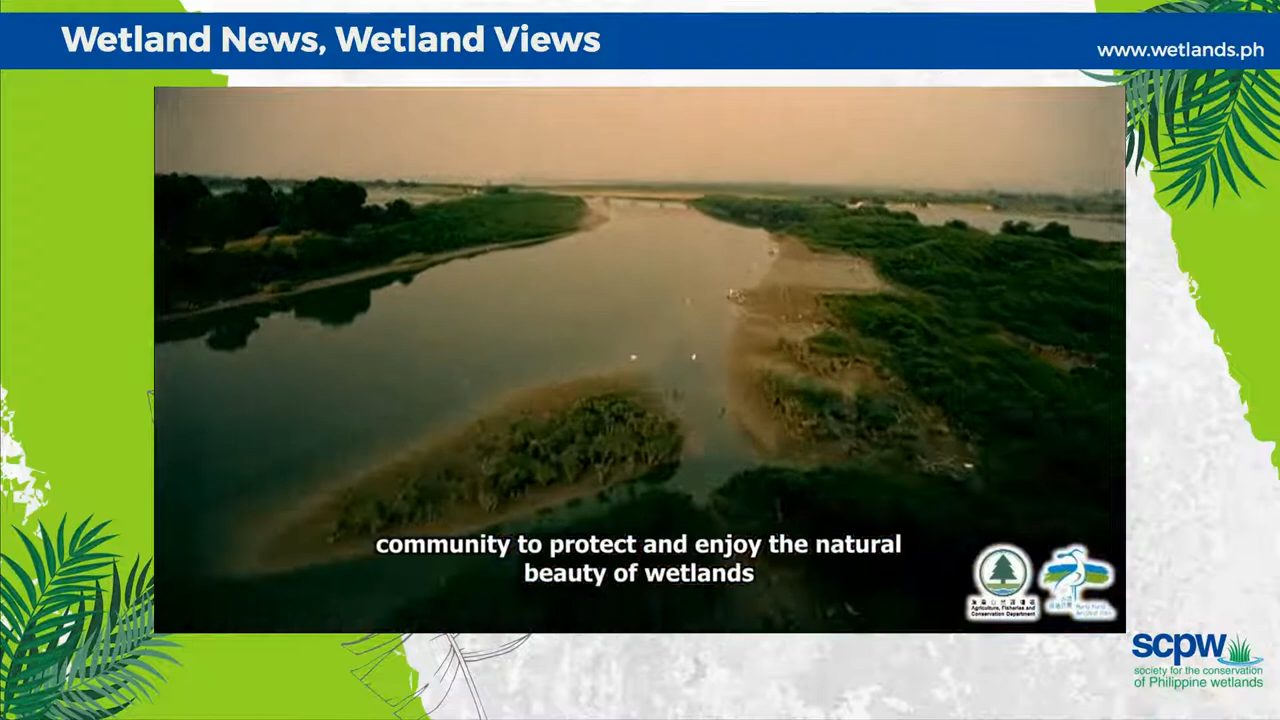 Wetland News, Wetland Views
www.wetlands.ph
community to protect and enjoy the natural
beauty of wetlands
Agriculture, Fisheries and
Conservation Department
scpw
society for the conservation
of Philippine wetlands